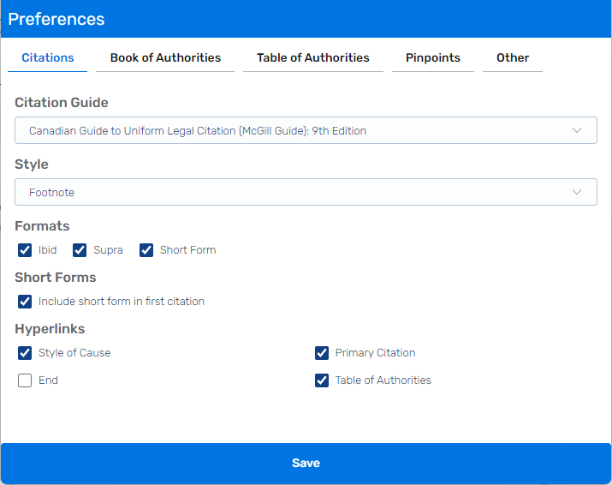 Preferences
Citations Book of Authorities Table of Authorities Pinpoints Other
Citation Guide
Canadian Guide to Uniform Legal Citation (McGill Guide): 9th Edition
Style
Footnote
Formats
Ibid Supra Short Form
Short Forms
Include short form in first citation
Hyperlinks
Style of Cause Primary Citation
End Table of Authorities
Save